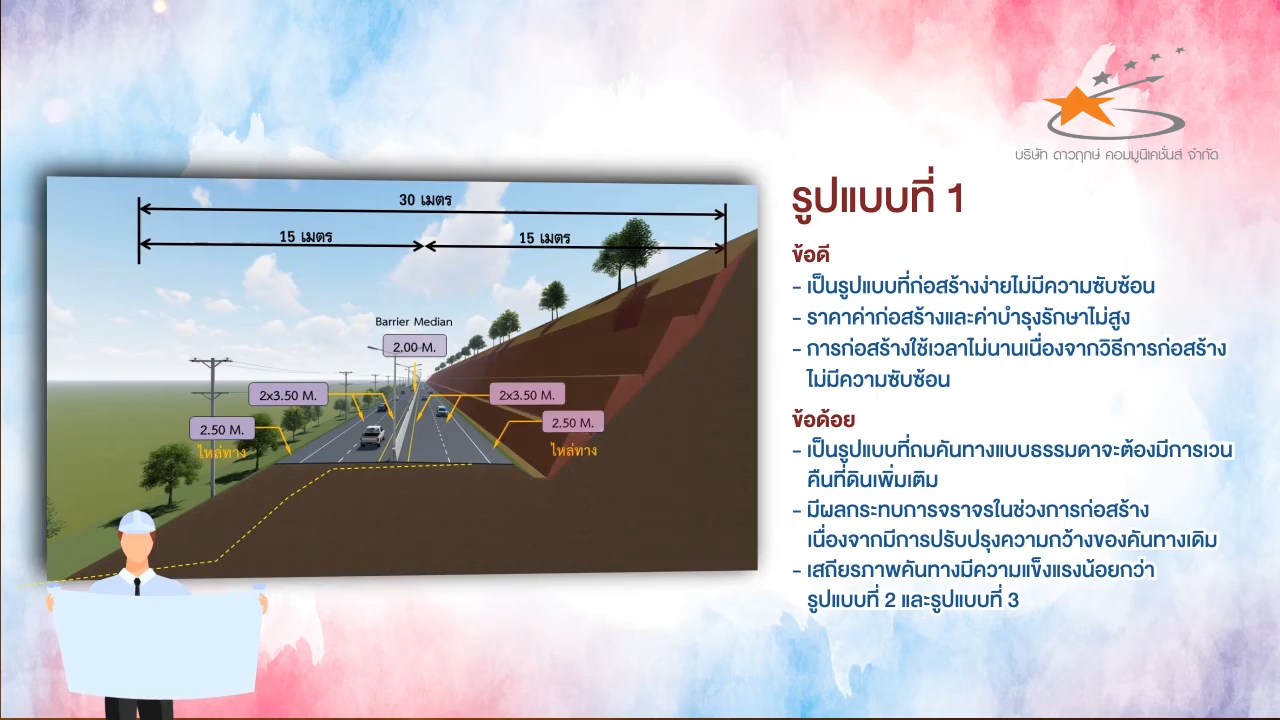 บริษัท ดาวฤกษ์ คอมมูนิเคชั่นส์ จำกัด
30 เมตร
15 เมตร
15 เมตร
Barrier Median
2.00 M.
2x3.50 M.
2x3.50 M.
2.50 M.
2.50 M.
ไหล่ทาง
ไหล่ทาง
รูปแบบที่ 1
ข้อดี
- เป็นรูปแบบที่ก่อสร้างง่ายไม่มีความซับซ้อน
- ราคาค่าก่อสร้างและค่าบำรุงรักษาไม่สูง
- การก่อสร้างใช้เวลาไม่นานเนื่องจากวิธีการก่อสร้าง
ไม่มีความซับซ้อน
ข้อด้อย
- เป็นรูปแบบที่ถมคันทางแบบธรรมดาจะต้องมีการเวน
คืนที่ดินเพิ่มเติม
- มีผลกระทบการจราจรในช่วงการก่อสร้าง
เนื่องจากมีการปรับปรุงความกว้างของคันทางเดิม
- เสถียรภาพคันทางมีความแข็งแรงน้อยกว่า
รูปแบบที่ 2 และรูปแบบที่ 3